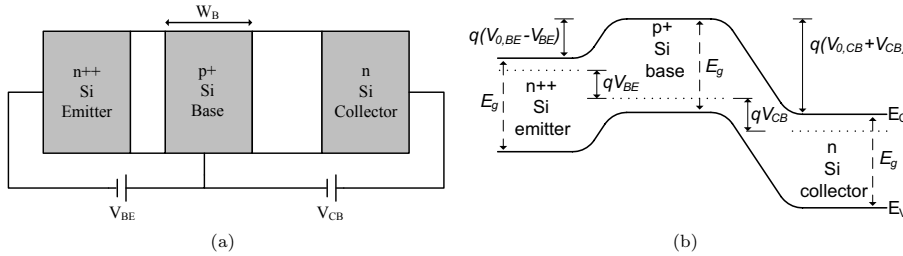 W_B
n++
Si
Emitter
p+
Si
Base
n
Si
Collector
V_BE
V_CB
(a)
q(V_0,BE-V_BE)
p+
Si
base
q(V_0,CB+V_CB)
E_g
n++
Si
emitter
qV_BE
E_g
qV_CB
n
Si
collector
E_g
E_C
E_V
(b)